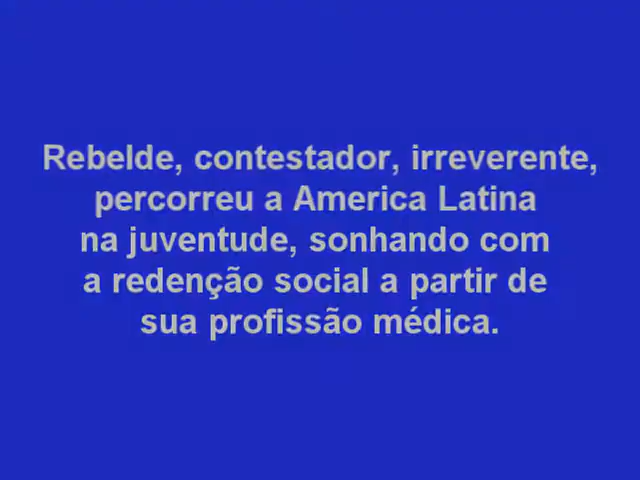 Rebelde, contestador, irreverente,
percorreu a America Latina
na juventude, sonhando com
a redenção social a partir de
sua profissão médica.